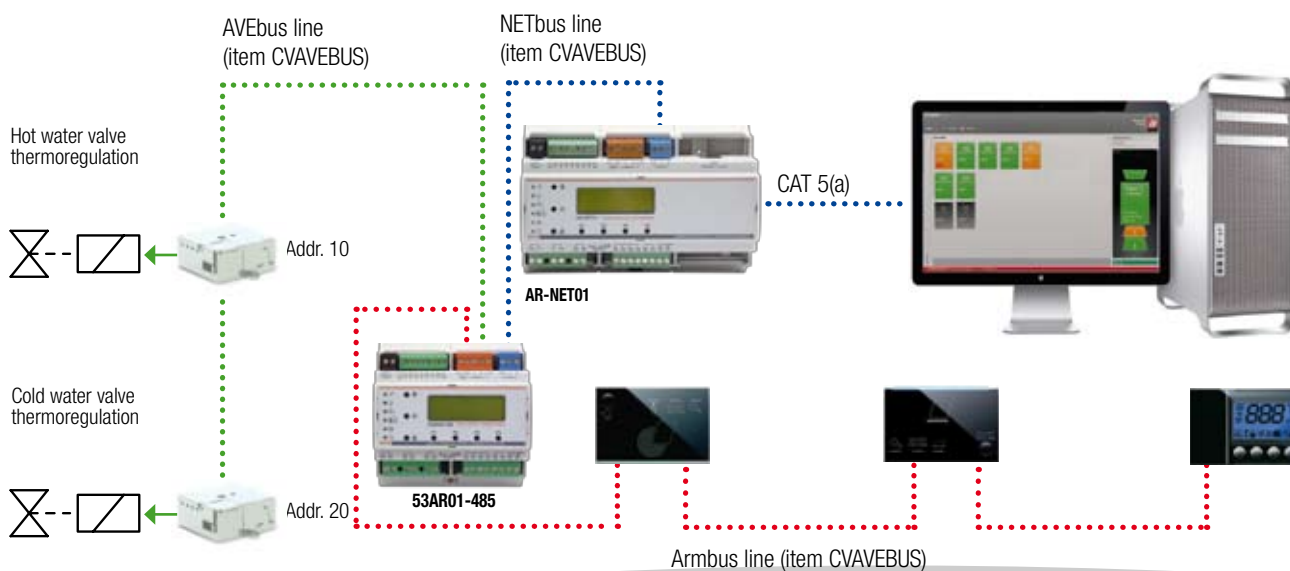 AVEbus line
(item CVAVEBUS)
NETbus line
(item CVAVEBUS)
Hot water valve
thermoregulation
CAT 5(a)
Addr. 10
AR-NET01
Cold water valve
thermoregulation
888
53AR01-485
Addr. 20
Armbus line (item CVAVEBUS)